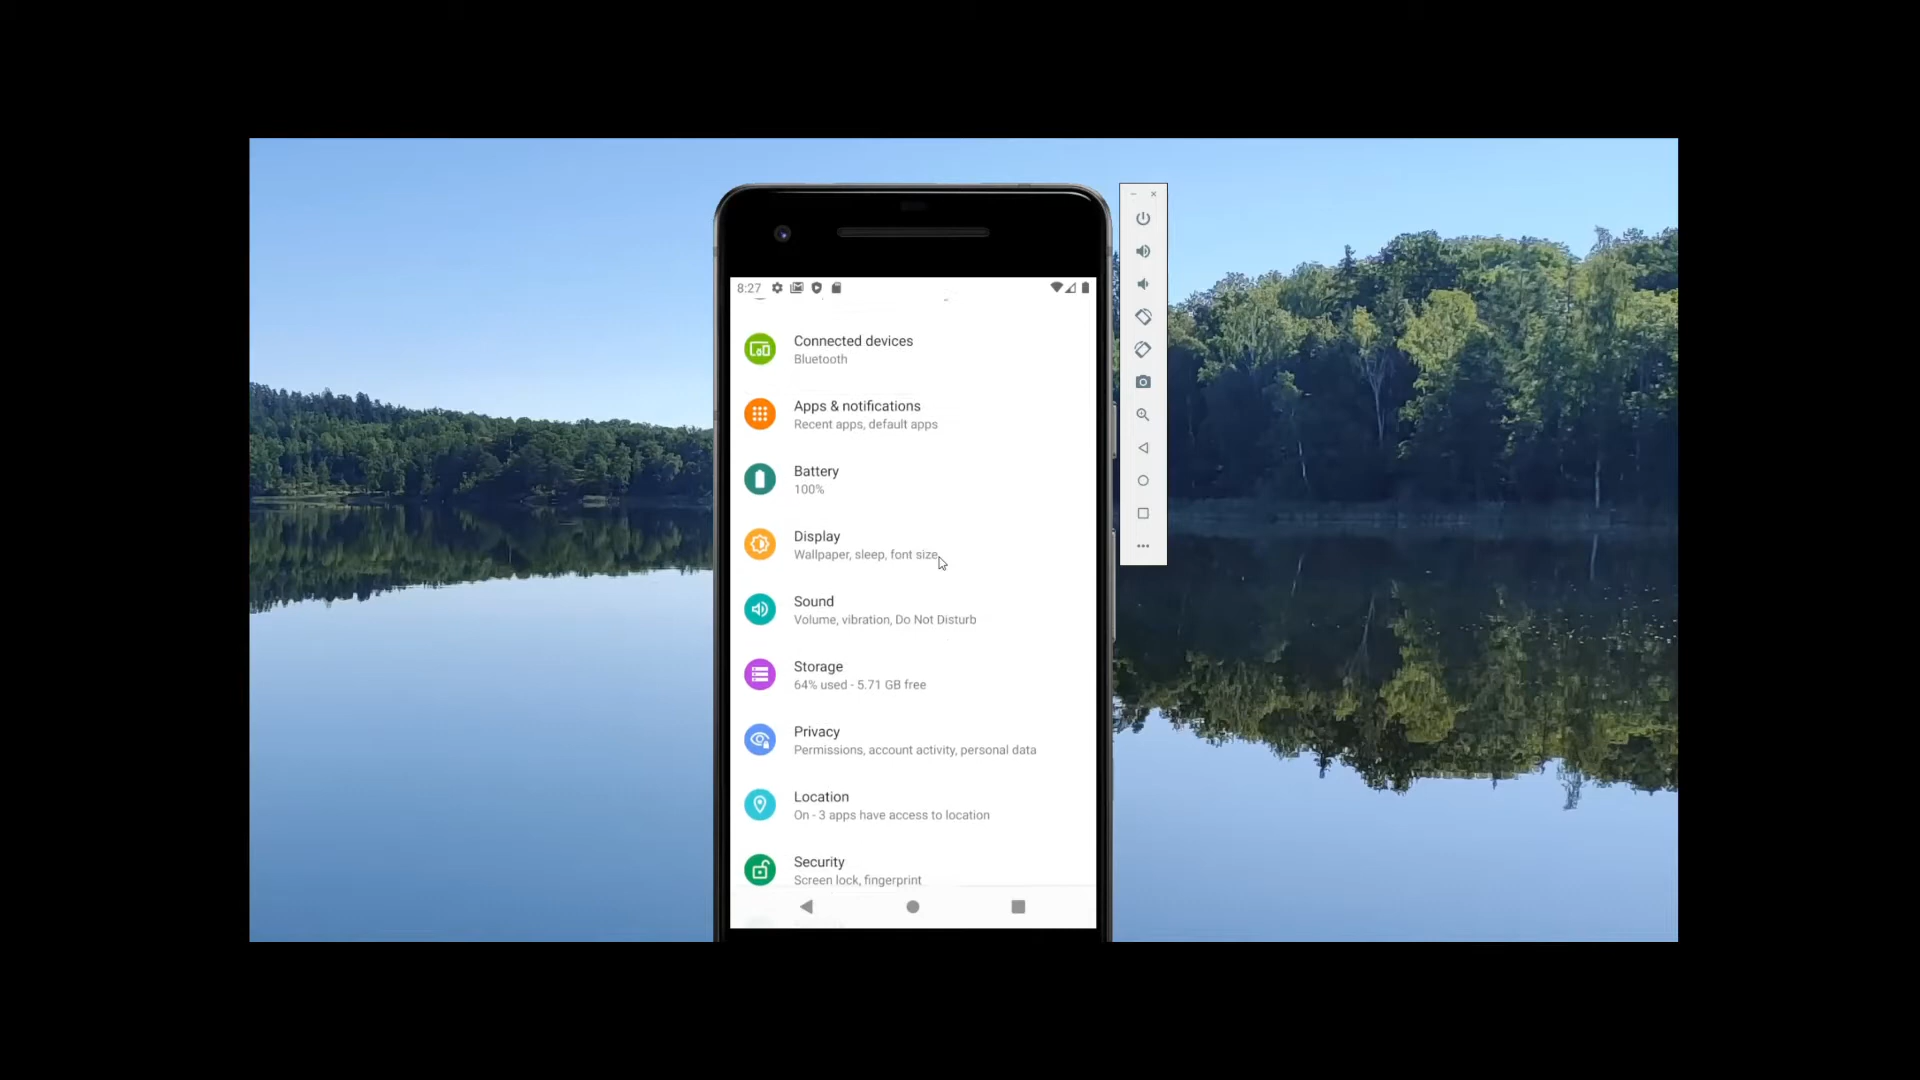 8:27
Connected devices
Bluetooth
Apps & notifications
Recent apps, default apps
Battery
100%
Display
Wallpaper, sleep, font size
Sound
Volume, vibration, Do Not Disturb
Storage
64% used - 5.71 GB free
Privacy
Permissions, account activity, personal data
Location
On - 3 apps have access to location
Security
Screen lock, fingerprint